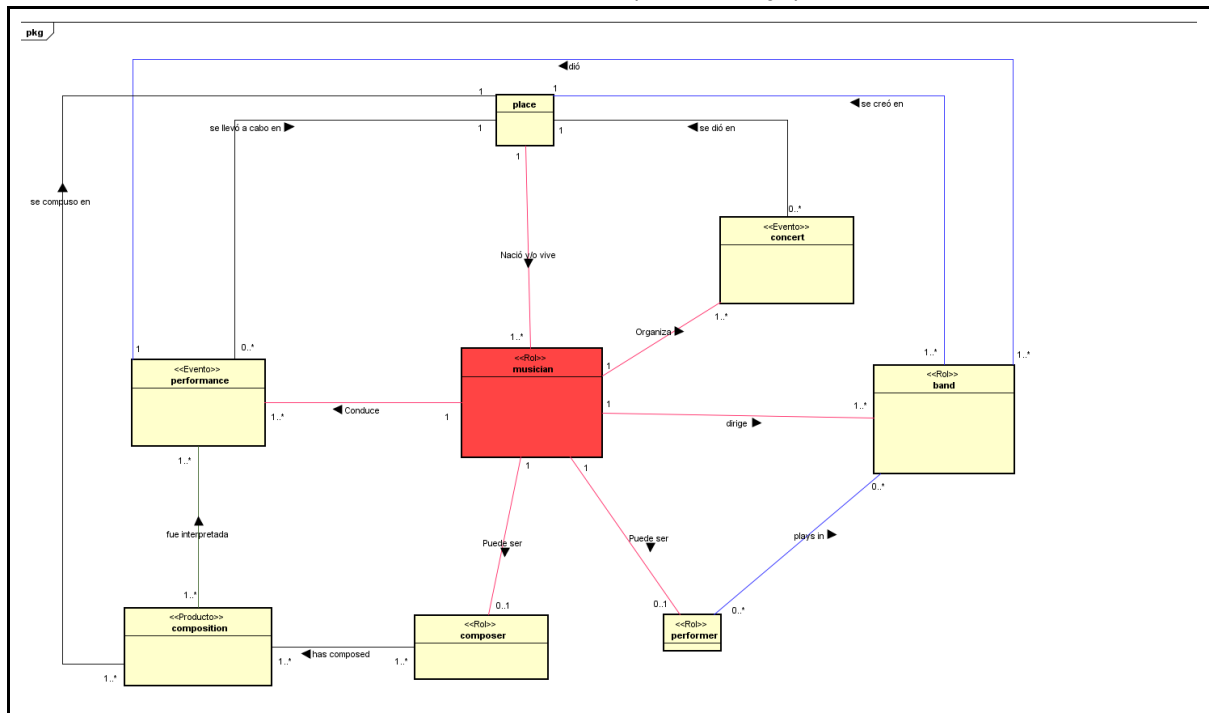 pkg
dió
1
1
1
place
se creó en
se llevó a cabo en
1
1
se dió en
1
se compuso en
0..*
<<Evento>>
concert
Nació y/o vive
1..*
Organiza
1..*
1
0..*
1..*
1..*
<<Evento>>
performance
<<Rol>>
musician
1
<<Rol>>
band
1..*
Conduce
1
1
dirige
1..*
1..*
1
1
0..*
fue interpretada
Puede ser
Puede ser
plays in
1..*
0..1
0..1
0..*
<<Producto>>
composition
<<Rol>>
composer
<<Rol>>
performer
1..*
has composed
1..*
1..*